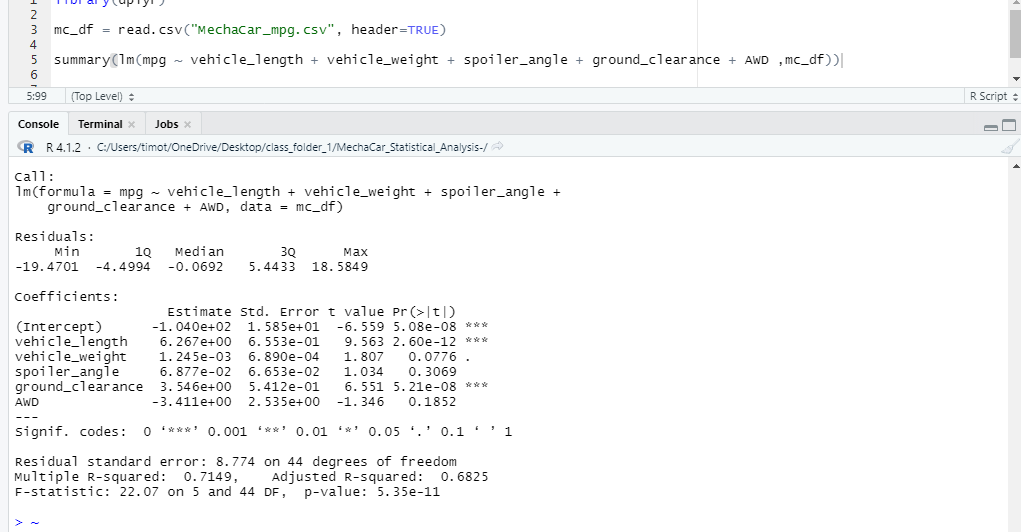 1 library(dplyr)
2
3 mc_df = read.csv("MechaCar_mpg.csv", header=TRUE)
4
5 summary(lm(mpg ~ vehicle_length + vehicle_weight + spoiler_angle + ground_clearance + AWD ,mc_df))
6
5:99 (Top Level) R Script
Console Terminal × Jobs ×
R R 4.1.2 · C:/Users/timot/OneDrive/Desktop/class_folder_1/MechaCar_Statistical_Analysis-/
Call:
lm(formula = mpg ~ vehicle_length + vehicle_weight + spoiler_angle +
    ground_clearance + AWD, data = mc_df)
Residuals:
     Min       1Q   Median       3Q      Max
-19.4701  -4.4994  -0.0692   5.4433  18.5849
Coefficients:
                   Estimate Std. Error t value Pr(>|t|)
(Intercept)      -1.040e+02  1.585e+01  -6.559 5.08e-08 ***
vehicle_length    6.267e+00  6.553e-01   9.563 2.60e-12 ***
vehicle_weight    1.245e-03  6.890e-04   1.807   0.0776 .
spoiler_angle     6.877e-02  6.653e-02   1.034   0.3069
ground_clearance  3.546e+00  5.412e-01   6.551 5.21e-08 ***
AWD              -3.411e+00  2.535e+00  -1.346   0.1852
---
Signif. codes:  0 ‘***’ 0.001 ‘**’ 0.01 ‘*’ 0.05 ‘.’ 0.1 ‘ ’ 1
Residual standard error: 8.774 on 44 degrees of freedom
Multiple R-squared:  0.7149,    Adjusted R-squared:  0.6825
F-statistic: 22.07 on 5 and 44 DF,  p-value: 5.35e-11
> ~